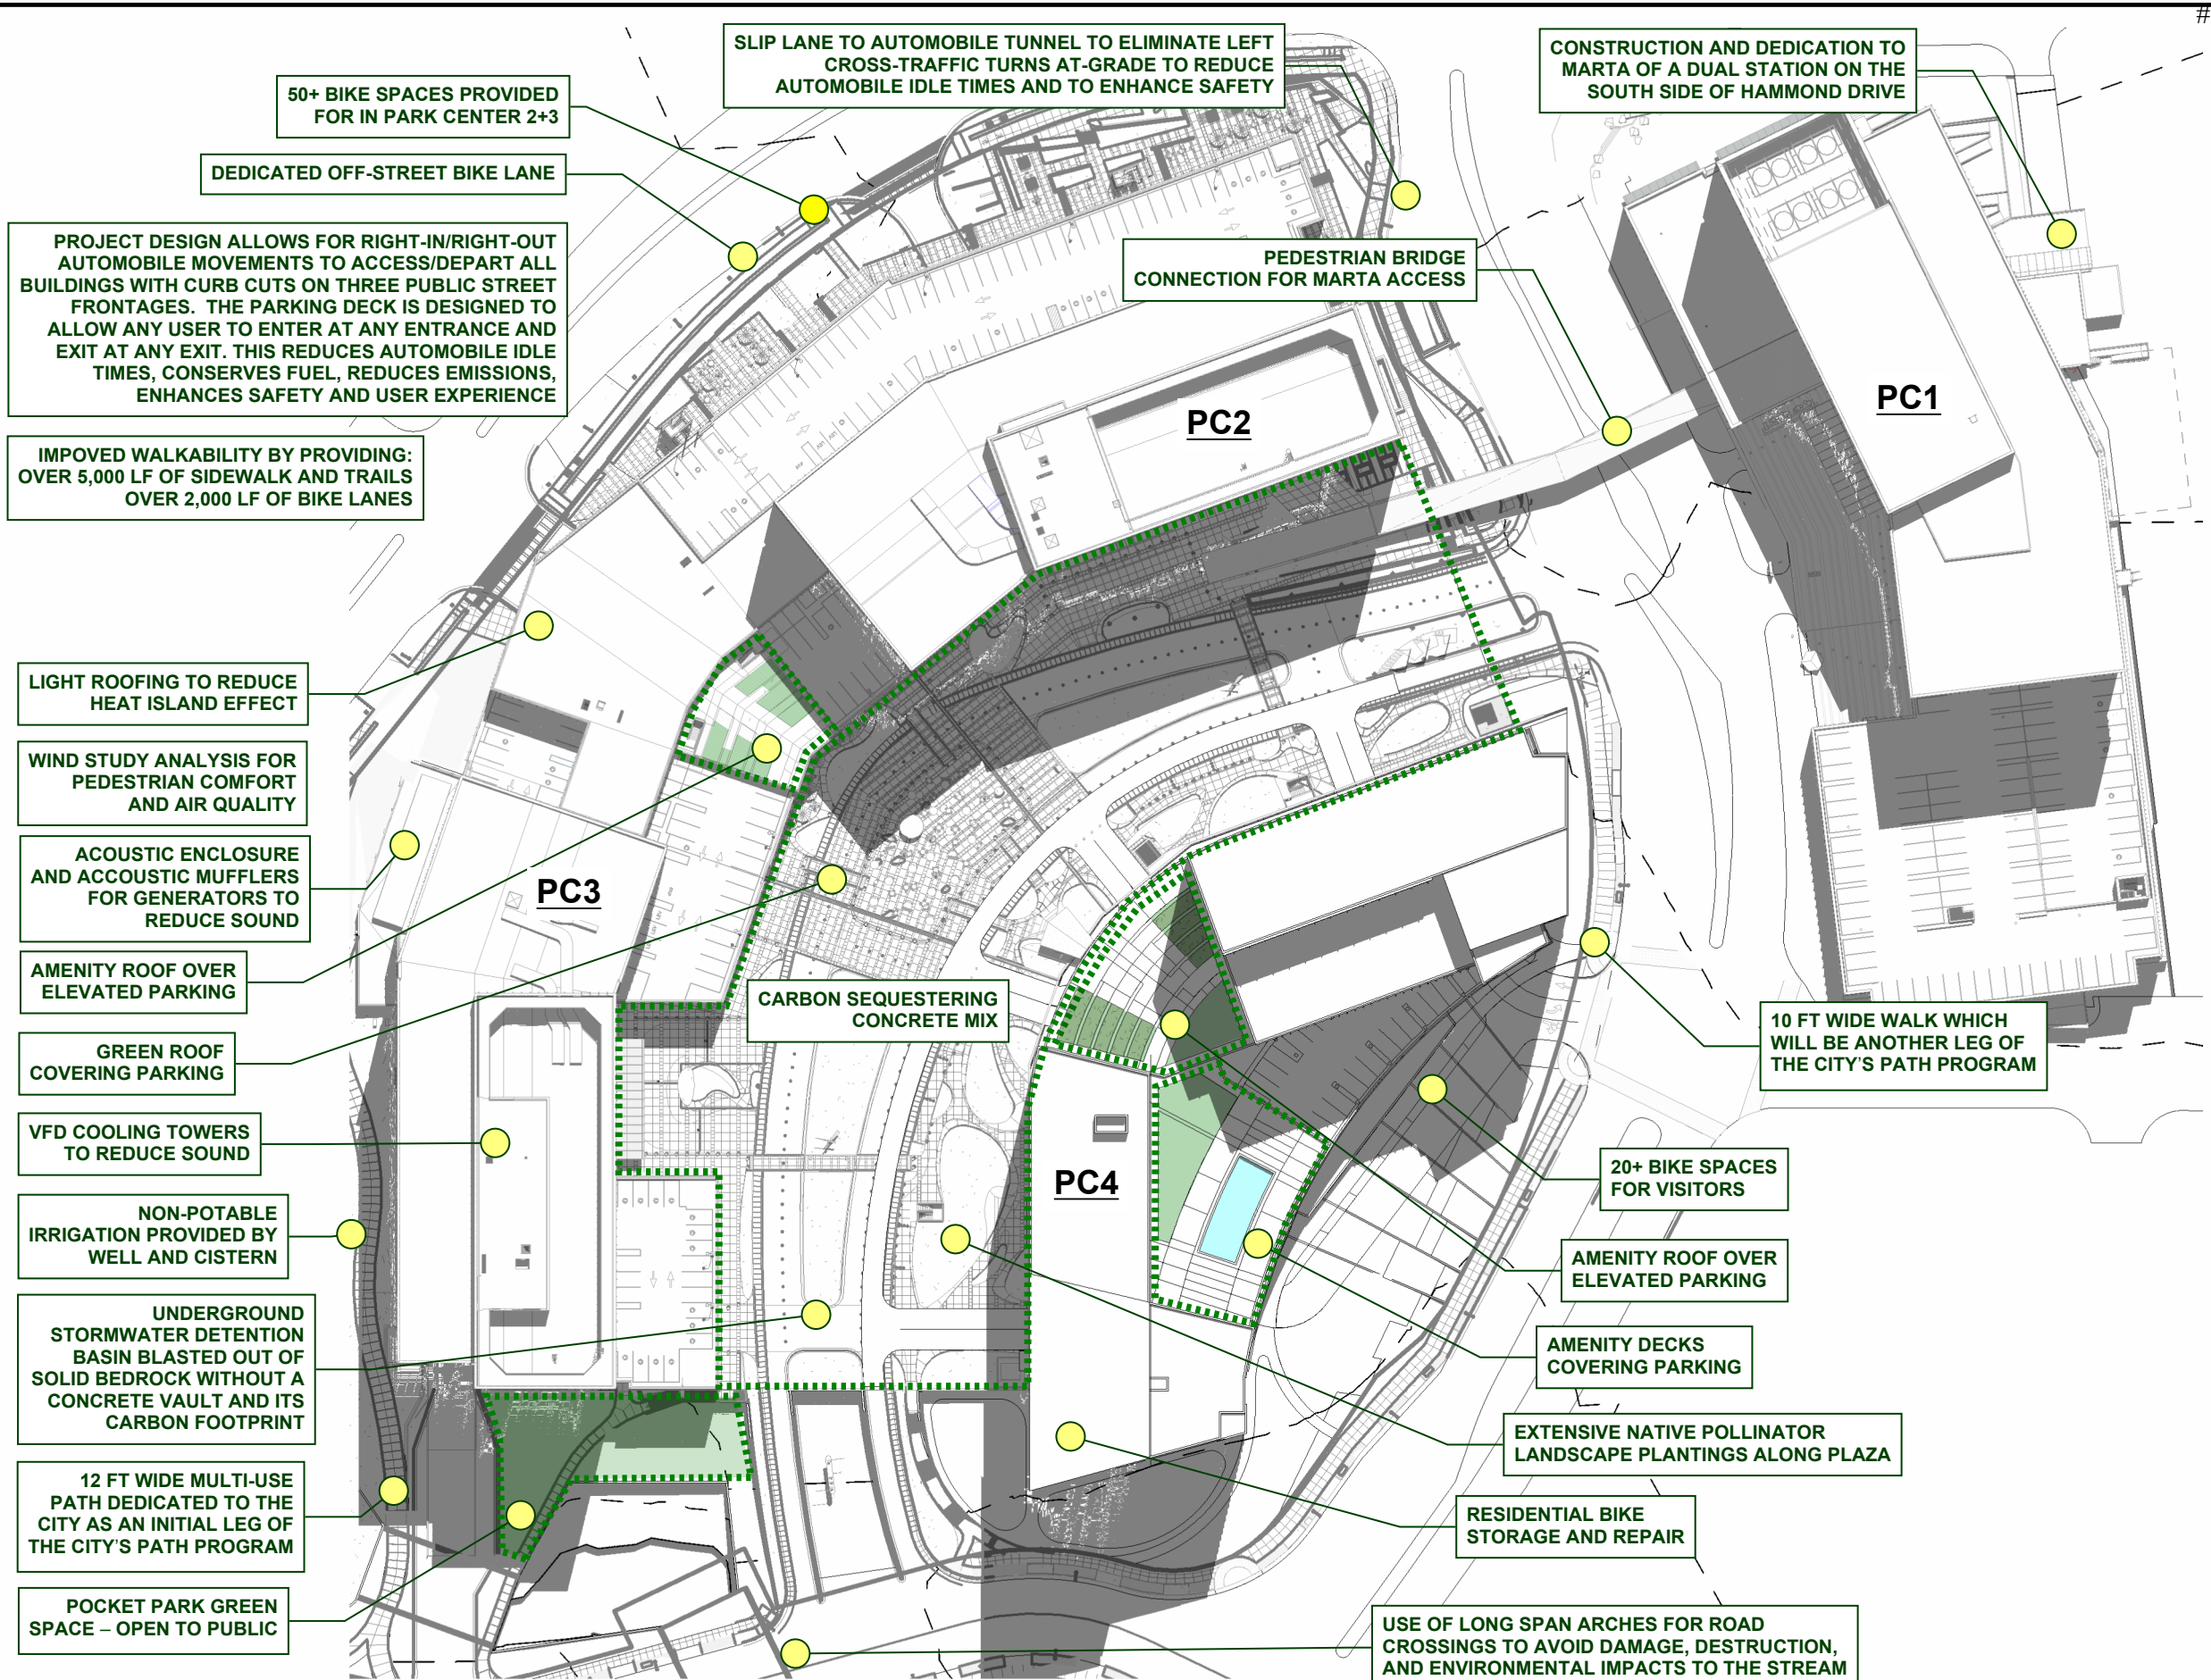 #
SLIP LANE TO AUTOMOBILE TUNNEL TO ELIMINATE LEFT
CROSS-TRAFFIC TURNS AT-GRADE TO REDUCE
AUTOMOBILE IDLE TIMES AND TO ENHANCE SAFETY
CONSTRUCTION AND DEDICATION TO
MARTA OF A DUAL STATION ON THE
SOUTH SIDE OF HAMMOND DRIVE
50+ BIKE SPACES PROVIDED
FOR IN PARK CENTER 2+3
DEDICATED OFF-STREET BIKE LANE
PROJECT DESIGN ALLOWS FOR RIGHT-IN/RIGHT-OUT
AUTOMOBILE MOVEMENTS TO ACCESS/DEPART ALL
BUILDINGS WITH CURB CUTS ON THREE PUBLIC STREET
FRONTAGES. THE PARKING DECK IS DESIGNED TO
ALLOW ANY USER TO ENTER AT ANY ENTRANCE AND
EXIT AT ANY EXIT. THIS REDUCES AUTOMOBILE IDLE
TIMES, CONSERVES FUEL, REDUCES EMISSIONS,
ENHANCES SAFETY AND USER EXPERIENCE
PEDESTRIAN BRIDGE
CONNECTION FOR MARTA ACCESS
PC1
PC2
IMPOVED WALKABILITY BY PROVIDING:
OVER 5,000 LF OF SIDEWALK AND TRAILS
OVER 2,000 LF OF BIKE LANES
LIGHT ROOFING TO REDUCE
HEAT ISLAND EFFECT
WIND STUDY ANALYSIS FOR
PEDESTRIAN COMFORT
AND AIR QUALITY
ACOUSTIC ENCLOSURE
AND ACCOUSTIC MUFFLERS
FOR GENERATORS TO
REDUCE SOUND
PC3
AMENITY ROOF OVER
ELEVATED PARKING
CARBON SEQUESTERING
CONCRETE MIX
10 FT WIDE WALK WHICH
WILL BE ANOTHER LEG OF
THE CITY'S PATH PROGRAM
GREEN ROOF
COVERING PARKING
VFD COOLING TOWERS
TO REDUCE SOUND
PC4
20+ BIKE SPACES
FOR VISITORS
NON-POTABLE
IRRIGATION PROVIDED BY
WELL AND CISTERN
AMENITY ROOF OVER
ELEVATED PARKING
UNDERGROUND
STORMWATER DETENTION
BASIN BLASTED OUT OF
SOLID BEDROCK WITHOUT A
CONCRETE VAULT AND ITS
CARBON FOOTPRINT
AMENITY DECKS
COVERING PARKING
EXTENSIVE NATIVE POLLINATOR
LANDSCAPE PLANTINGS ALONG PLAZA
12 FT WIDE MULTI-USE
PATH DEDICATED TO THE
CITY AS AN INITIAL LEG OF
THE CITY'S PATH PROGRAM
RESIDENTIAL BIKE
STORAGE AND REPAIR
POCKET PARK GREEN
SPACE – OPEN TO PUBLIC
USE OF LONG SPAN ARCHES FOR ROAD
CROSSINGS TO AVOID DAMAGE, DESTRUCTION,
AND ENVIRONMENTAL IMPACTS TO THE STREAM